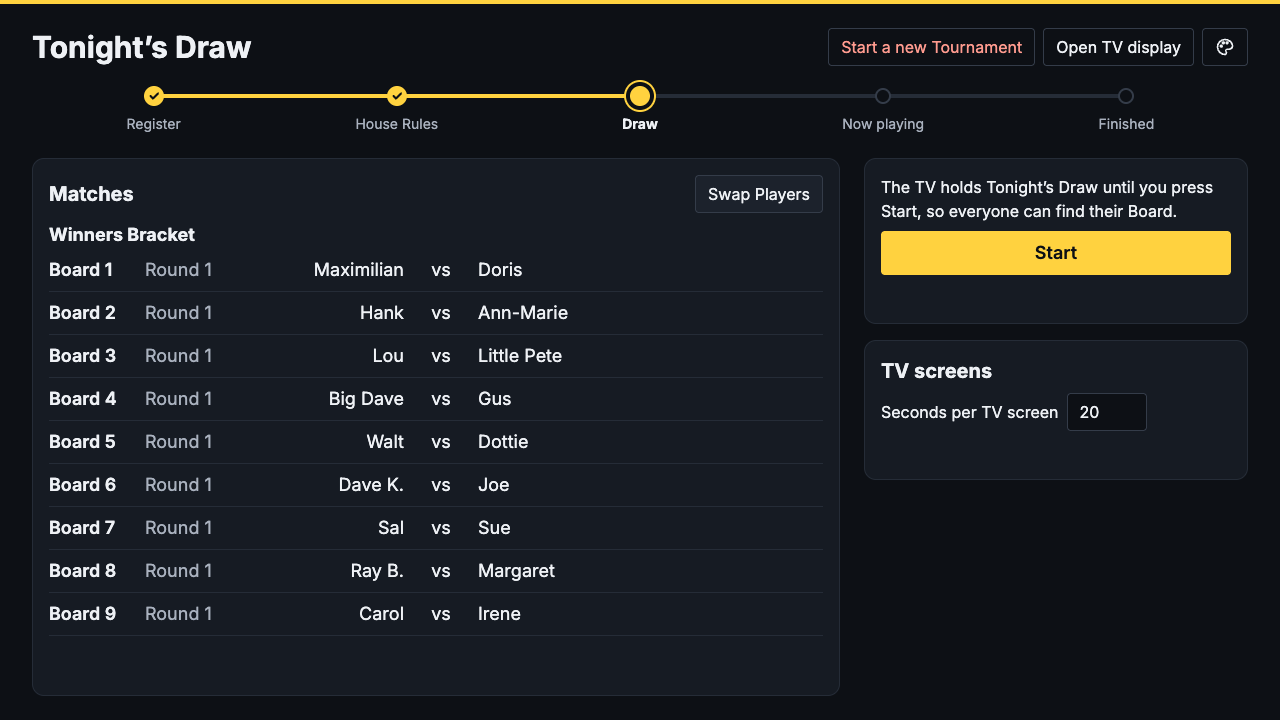 Tonight's Draw
Start a new Tournament
Open TV display
Register
House Rules
Draw
Now playing
Finished
Matches
Swap Players
Winners Bracket
Board 1 Round 1 Maximilian vs Doris
Board 2 Round 1 Hank vs Ann-Marie
Board 3 Round 1 Lou vs Little Pete
Board 4 Round 1 Big Dave vs Gus
Board 5 Round 1 Walt vs Dottie
Board 6 Round 1 Dave K. vs Joe
Board 7 Round 1 Sal vs Sue
Board 8 Round 1 Ray B. vs Margaret
Board 9 Round 1 Carol vs Irene
The TV holds Tonight's Draw until you press
Start, so everyone can find their Board.
Start
TV screens
Seconds per TV screen 20